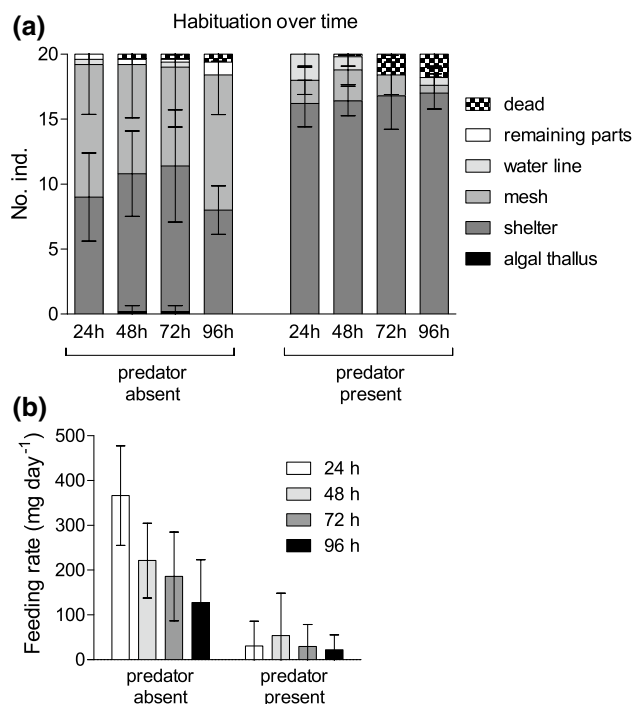 (a)
Habituation over time
No. ind.
20
15
10
5
0
24h 48h 72h 96h
24h 48h 72h 96h
predator
absent
predator
present
dead
remaining parts
water line
mesh
shelter
algal thallus
(b)
Feeding rate (mg day⁻¹)
500
400
300
200
100
0
24 h
48 h
72 h
96 h
predator
absent
predator
present